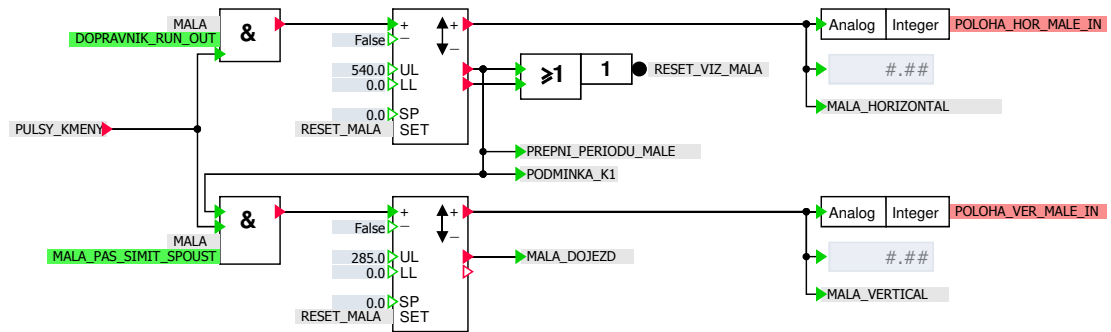 MALA
DOPRAVNIK_RUN_OUT
&
+
−
False
540.0 UL
0.0 LL
0.0 SP
RESET_MALA SET
+
−
≥1
1
RESET_VIZ_MALA
Analog Integer POLOHA_HOR_MALE_IN
#.##
MALA_HORIZONTAL
PULSY_KMENY
PREPNI_PERIODU_MALE
PODMINKA_K1
&
MALA
MALA_PAS_SIMIT_SPOUST
+
−
False
285.0 UL
0.0 LL
0.0 SP
RESET_MALA SET
+
−
MALA_DOJEZD
Analog Integer POLOHA_VER_MALE_IN
#.##
MALA_VERTICAL